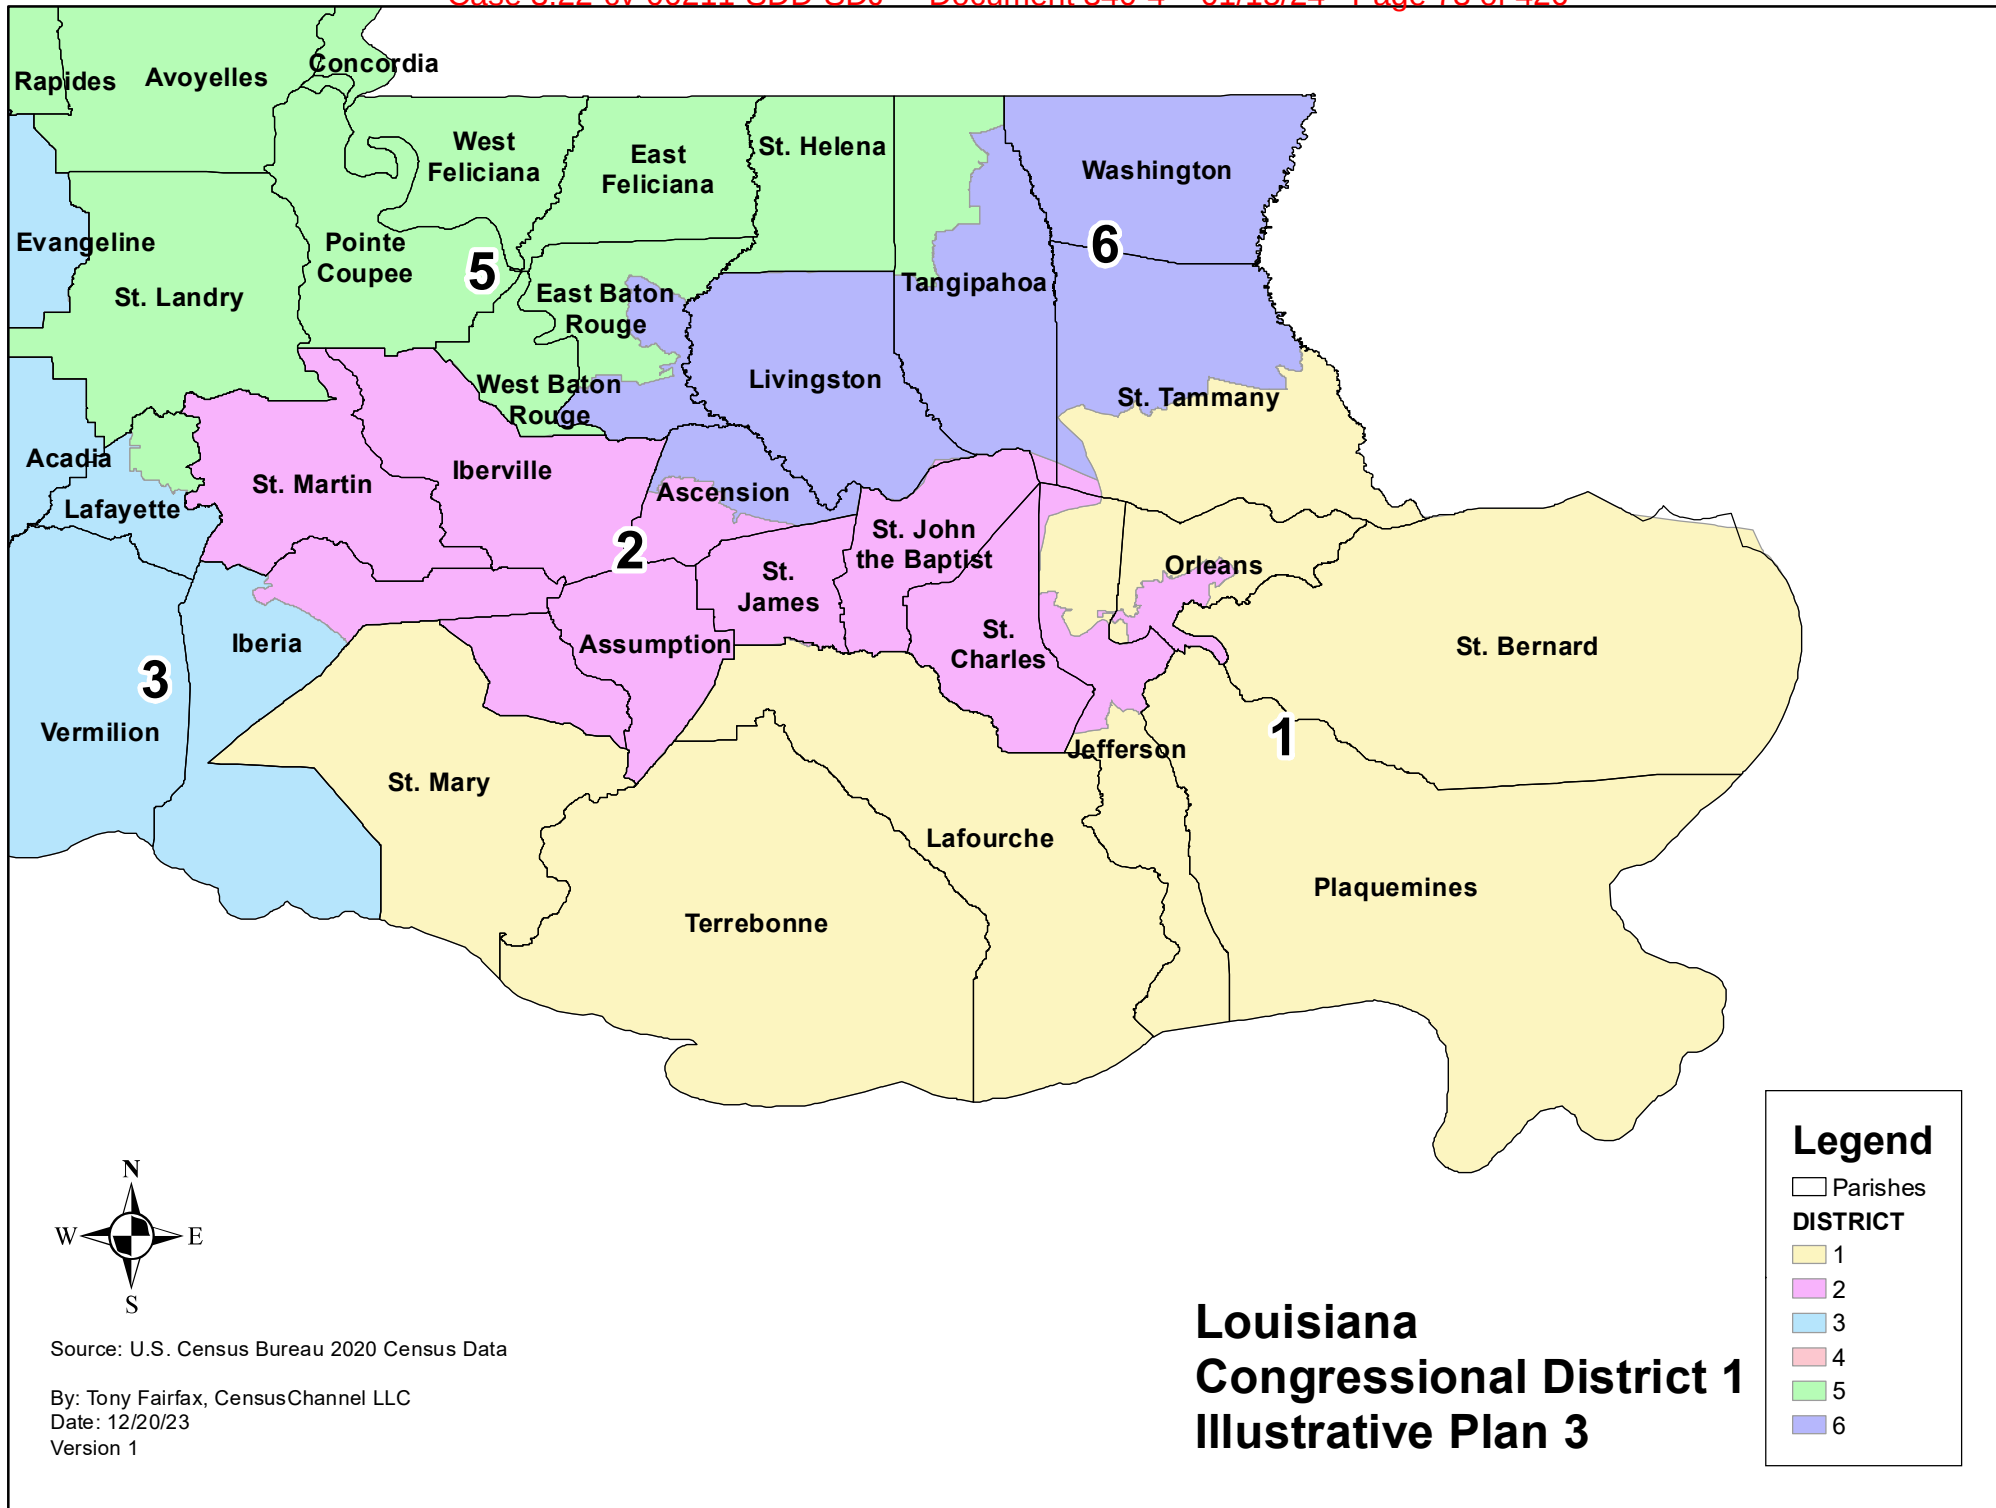 Concordia
Rapides
Avoyelles
West
Feliciana
East
Feliciana
St. Helena
Washington
Evangeline
Pointe
Coupee
5
6
St. Landry
East Baton
Rouge
Tangipahoa
West Baton
Rouge
Livingston
St. Tammany
Acadia
Lafayette
St. Martin
Iberville
Ascension
St. John
the Baptist
2
St.
James
Orleans
Iberia
Assumption
St.
Charles
St. Bernard
3
Vermilion
1
Jefferson
St. Mary
Lafourche
Plaquemines
Terrebonne
N
W
E
S
Source: U.S. Census Bureau 2020 Census Data
By: Tony Fairfax, CensusChannel LLC
Date: 12/20/23
Version 1
Louisiana
Congressional District 1
Illustrative Plan 3
Legend
Parishes
DISTRICT
1
2
3
4
5
6